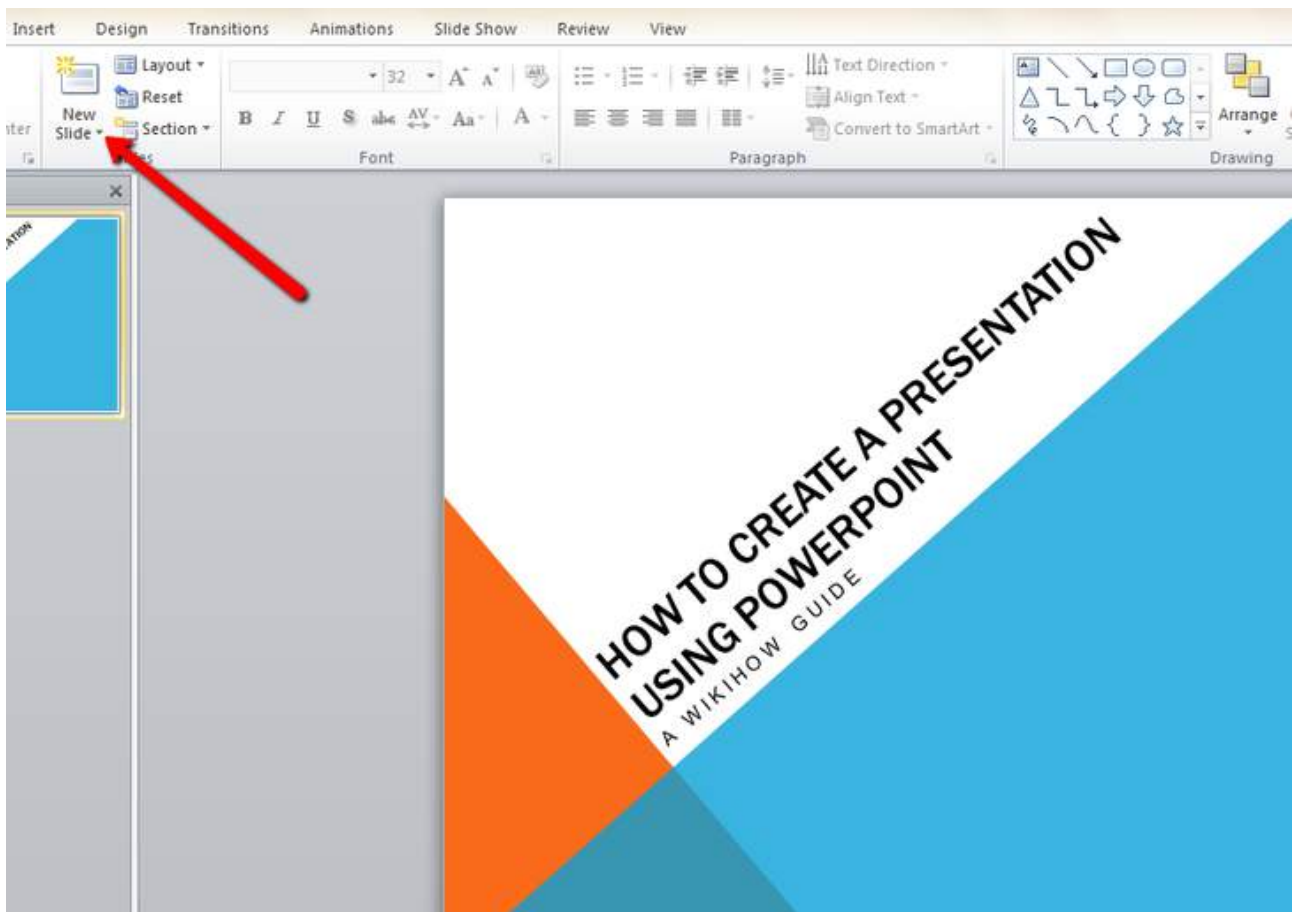 Insert Design Transitions Animations Slide Show Review View
Layout
Reset
New
Slide
Section
32 A A
B I U S abc AV Aa A
Font
Text Direction
Align Text
Convert to SmartArt
Paragraph
Arrange
Drawing
HOW TO CREATE A PRESENTATION
USING POWERPOINT
A WIKIHOW GUIDE